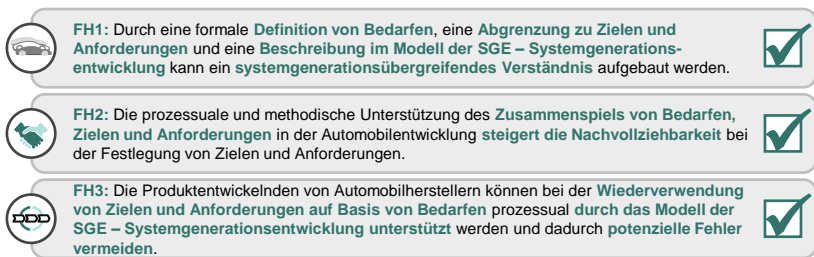 FH1: Durch eine formale Definition von Bedarfen, eine Abgrenzung zu Zielen und
Anforderungen und eine Beschreibung im Modell der SGE – Systemgenerations-
entwicklung kann ein systemgenerationsübergreifendes Verständnis aufgebaut werden.
FH2: Die prozessuale und methodische Unterstützung des Zusammenspiels von Bedarfen,
Zielen und Anforderungen in der Automobilentwicklung steigert die Nachvollziehbarkeit bei
der Festlegung von Zielen und Anforderungen.
FH3: Die Produktentwickelnden von Automobilherstellern können bei der Wiederverwendung
von Zielen und Anforderungen auf Basis von Bedarfen prozessual durch das Modell der
SGE – Systemgenerationsentwicklung unterstützt werden und dadurch potenzielle Fehler
vermeiden.